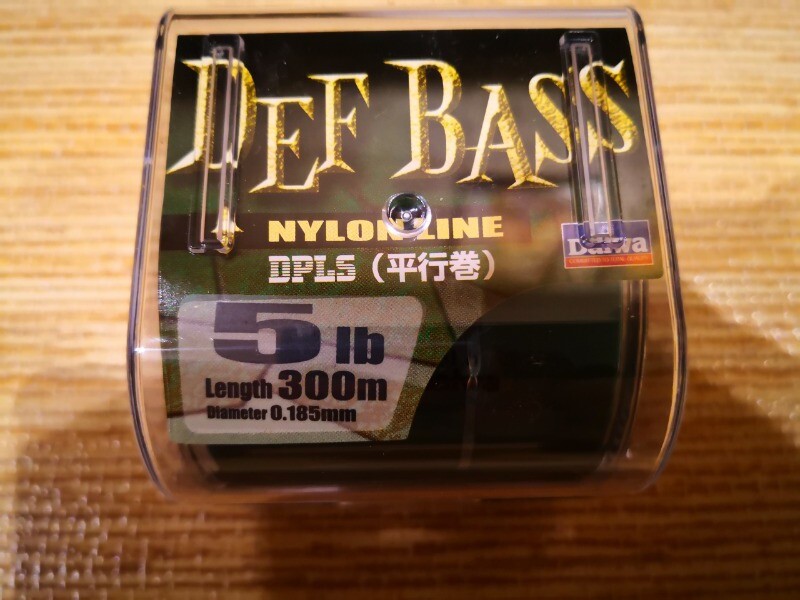 DEF BASS
NYLON LINE
Daiwa
DPLS（平行巻）
5 lb
Length 300m
Diameter 0.185mm